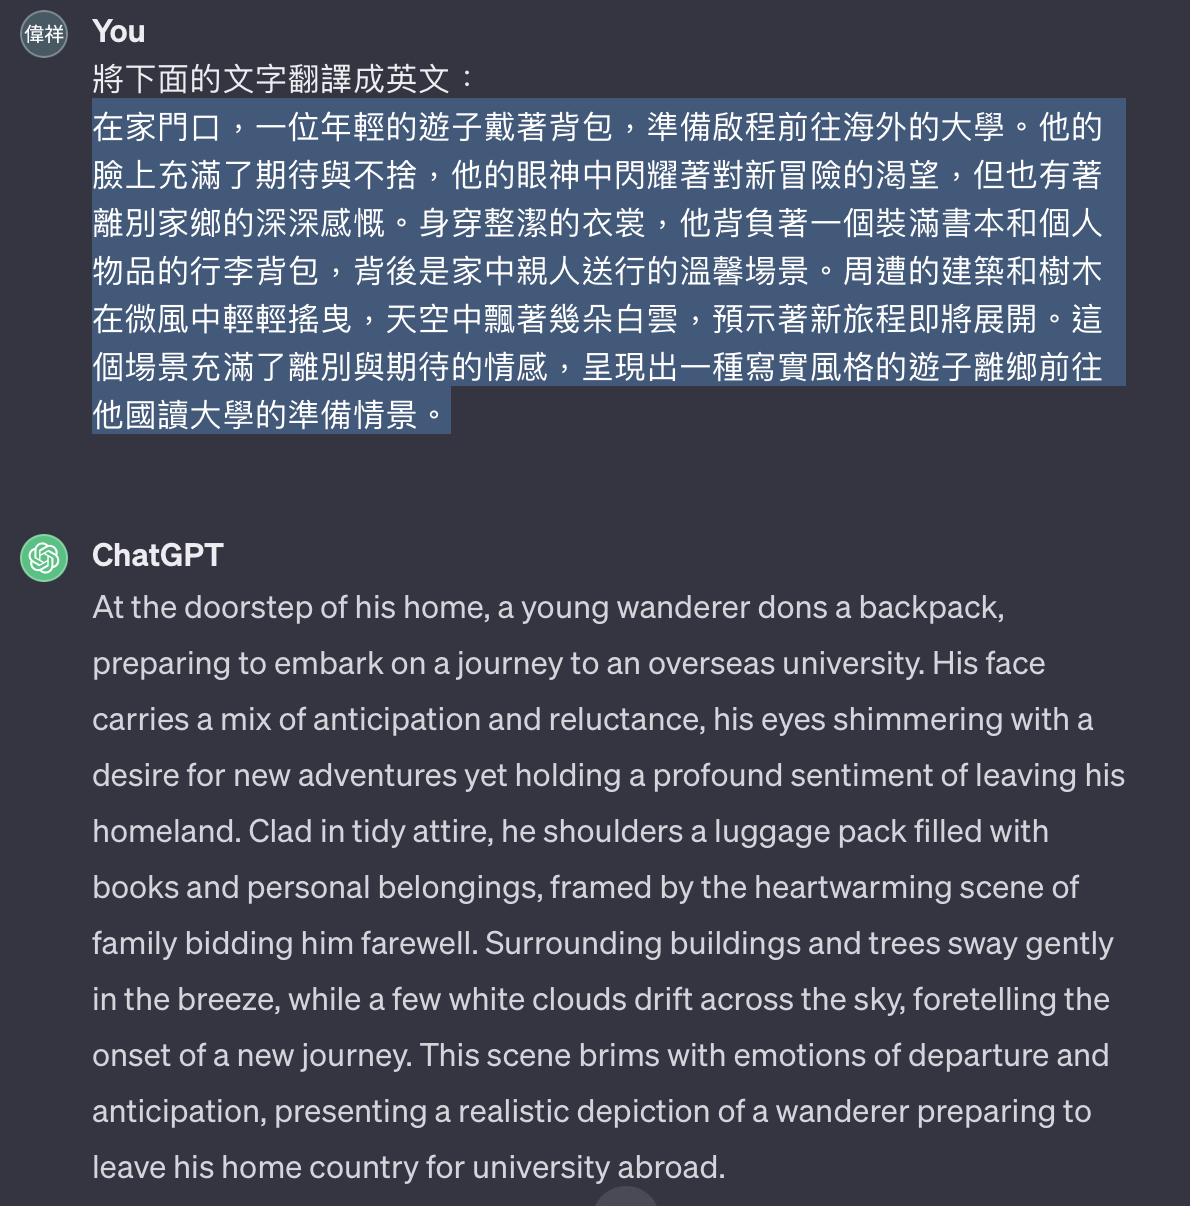 偉祥
You
將下面的文字翻譯成英文：
在家門口，一位年輕的遊子戴著背包，準備啟程前往海外的大學。他的
臉上充滿了期待與不捨，他的眼神中閃耀著對新冒險的渴望，但也有著
離別家鄉的深深感慨。身穿整潔的衣裳，他背負著一個裝滿書本和個人
物品的行李背包，背後是家中親人送行的溫馨場景。周遭的建築和樹木
在微風中輕輕搖曳，天空中飄著幾朵白雲，預示著新旅程即將展開。這
個場景充滿了離別與期待的情感，呈現出一種寫實風格的遊子離鄉前往
他國讀大學的準備情景。
ChatGPT
At the doorstep of his home, a young wanderer dons a backpack,
preparing to embark on a journey to an overseas university. His face
carries a mix of anticipation and reluctance, his eyes shimmering with a
desire for new adventures yet holding a profound sentiment of leaving his
homeland. Clad in tidy attire, he shoulders a luggage pack filled with
books and personal belongings, framed by the heartwarming scene of
family bidding him farewell. Surrounding buildings and trees sway gently
in the breeze, while a few white clouds drift across the sky, foretelling the
onset of a new journey. This scene brims with emotions of departure and
anticipation, presenting a realistic depiction of a wanderer preparing to
leave his home country for university abroad.